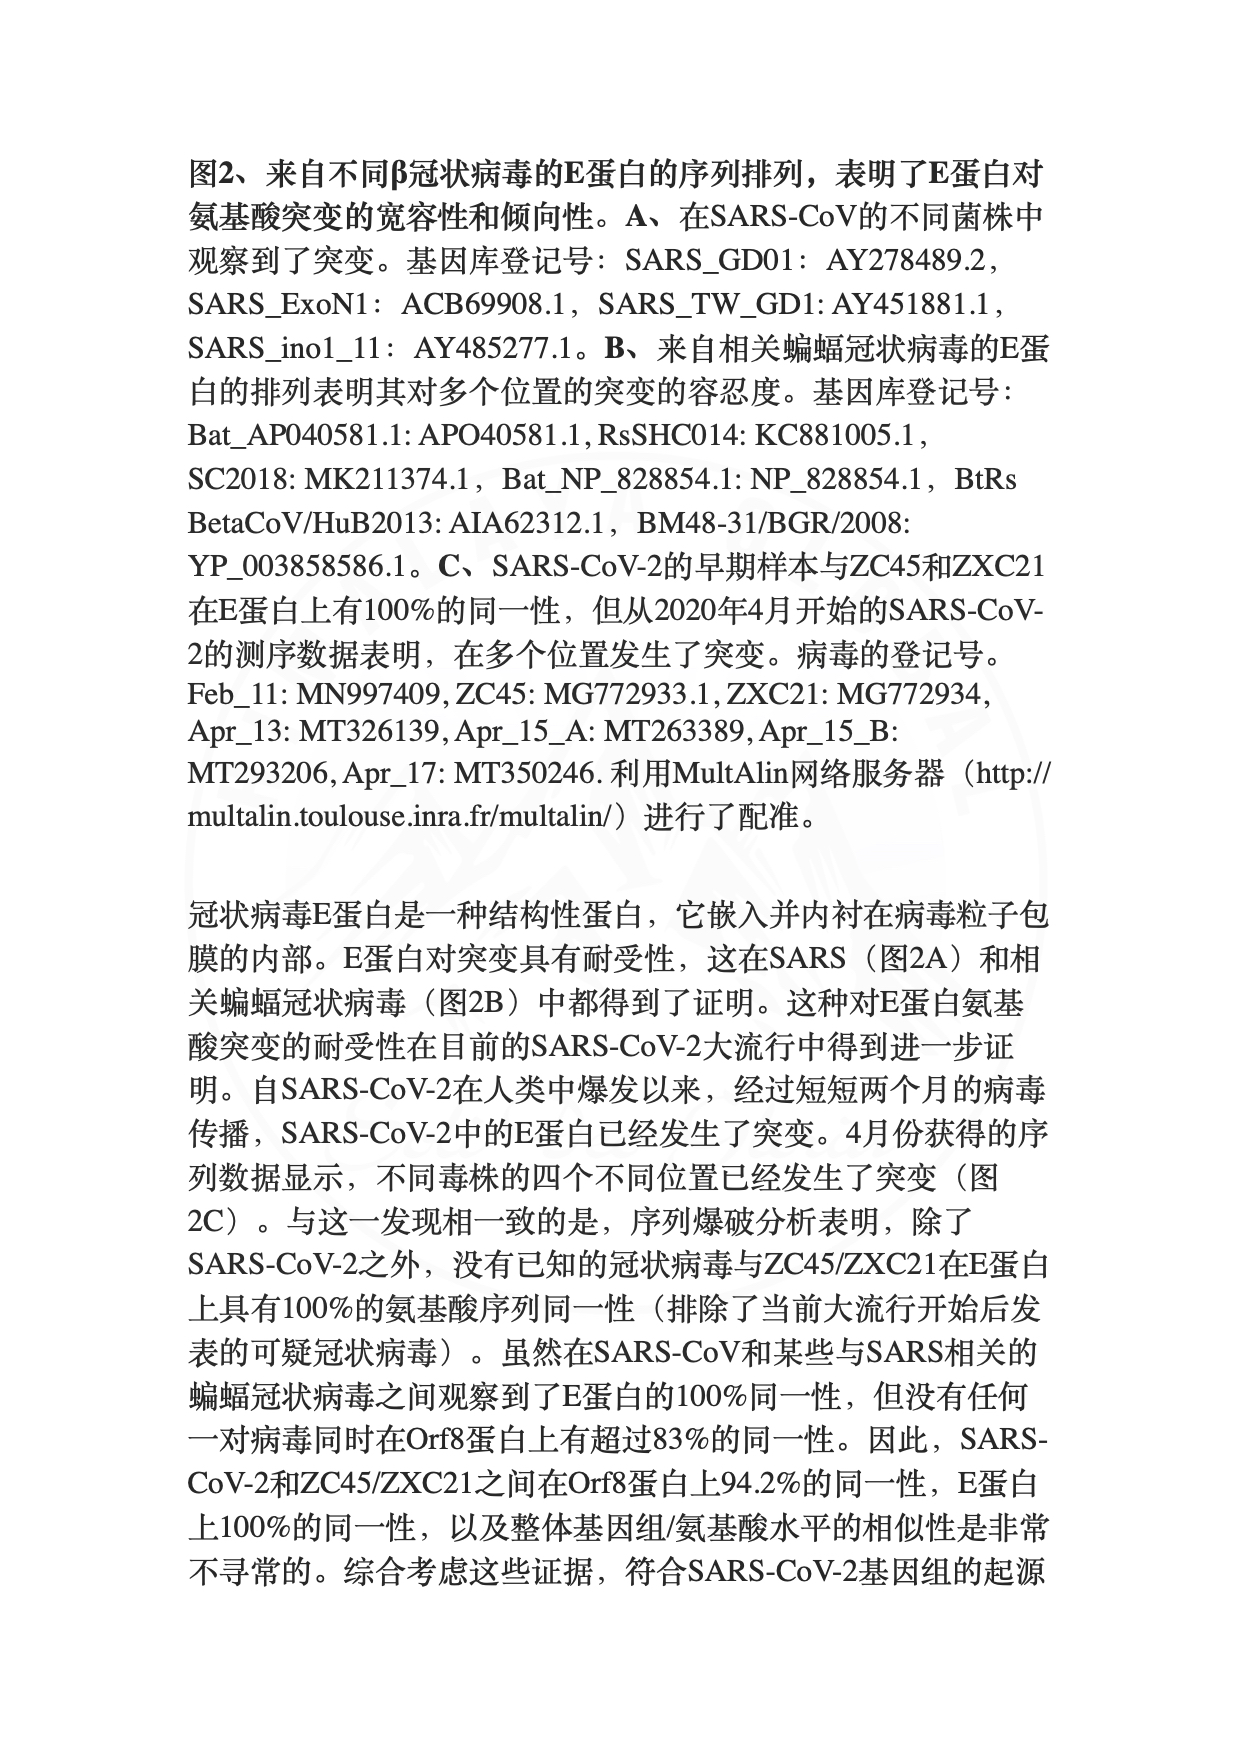 图2、来自不同β冠状病毒的E蛋白的序列排列，表明了E蛋白对
氨基酸突变的宽容性和倾向性。A、在SARS-CoV的不同菌株中
观察到了突变。基因库登记号：SARS_GD01：AY278489.2，
SARS_ExoN1：ACB69908.1，SARS_TW_GD1: AY451881.1，
SARS_ino1_11：AY485277.1。B、来自相关蝙蝠冠状病毒的E蛋
白的排列表明其对多个位置的突变的容忍度。基因库登记号：
Bat_AP040581.1: APO40581.1, RsSHC014: KC881005.1，
SC2018: MK211374.1，Bat_NP_828854.1: NP_828854.1，BtRs
BetaCoV/HuB2013: AIA62312.1，BM48-31/BGR/2008:
YP_003858586.1。C、SARS-CoV-2的早期样本与ZC45和ZXC21
在E蛋白上有100%的同一性，但从2020年4月开始的SARS-CoV-
2的测序数据表明，在多个位置发生了突变。病毒的登记号。
Feb_11: MN997409, ZC45: MG772933.1, ZXC21: MG772934,
Apr_13: MT326139, Apr_15_A: MT263389, Apr_15_B:
MT293206, Apr_17: MT350246. 利用MultAlin网络服务器（http://
multalin.toulouse.inra.fr/multalin/）进行了配准。
冠状病毒E蛋白是一种结构性蛋白，它嵌入并内衬在病毒粒子包
膜的内部。E蛋白对突变具有耐受性，这在SARS（图2A）和相
关蝙蝠冠状病毒（图2B）中都得到了证明。这种对E蛋白氨基
酸突变的耐受性在目前的SARS-CoV-2大流行中得到进一步证
明。自SARS-CoV-2在人类中爆发以来，经过短短两个月的病毒
传播，SARS-CoV-2中的E蛋白已经发生了突变。4月份获得的序
列数据显示，不同毒株的四个不同位置已经发生了突变（图
2C）。与这一发现相一致的是，序列爆破分析表明，除了
SARS-CoV-2之外，没有已知的冠状病毒与ZC45/ZXC21在E蛋白
上具有100%的氨基酸序列同一性（排除了当前大流行开始后发
表的可疑冠状病毒）。虽然在SARS-CoV和某些与SARS相关的
蝙蝠冠状病毒之间观察到了E蛋白的100%同一性，但没有任何
一对病毒同时在Orf8蛋白上有超过83%的同一性。因此，SARS-
CoV-2和ZC45/ZXC21之间在Orf8蛋白上94.2%的同一性，E蛋白
上100%的同一性，以及整体基因组/氨基酸水平的相似性是非常
不寻常的。综合考虑这些证据，符合SARS-CoV-2基因组的起源